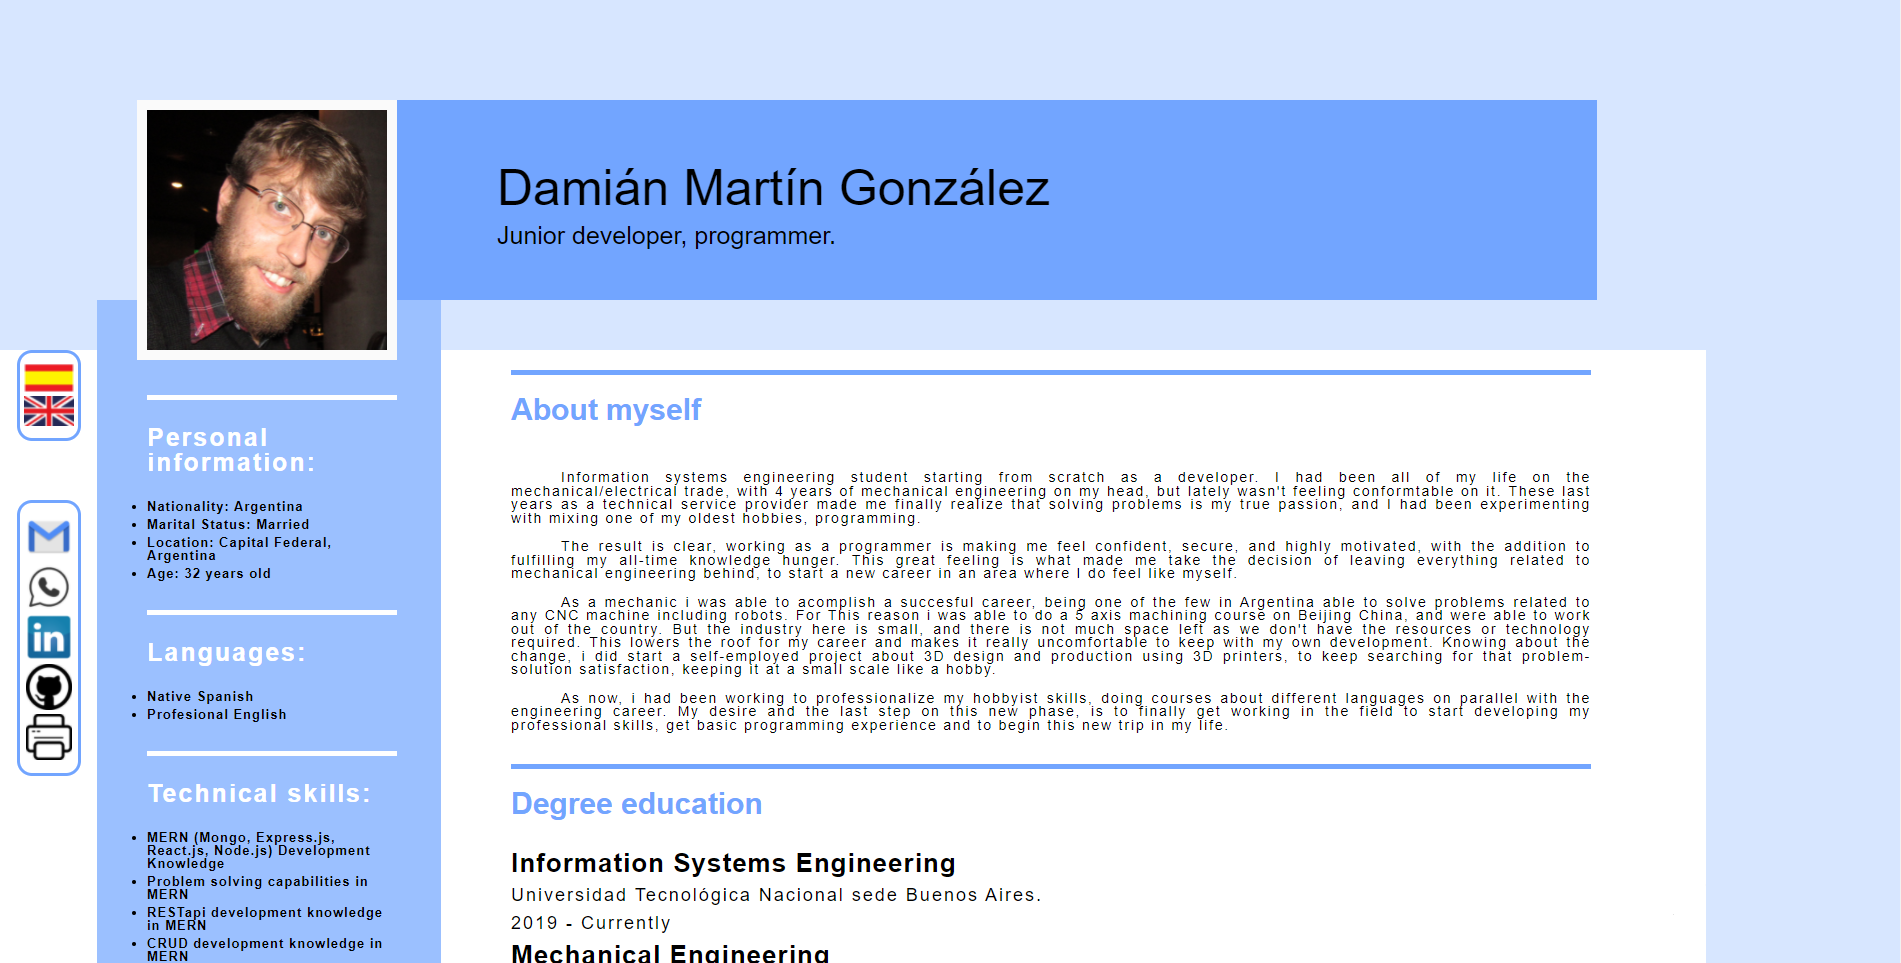 Damián Martín González
Junior developer, programmer.
Personal
information:
Nationality: Argentina
Marital Status: Married
Location: Capital Federal,
Argentina
Age: 32 years old
Languages:
Native Spanish
Profesional English
Technical skills:
MERN (Mongo, Express.js,
React.js, Node.js) Development
Knowledge
Problem solving capabilities in
MERN
RESTapi development knowledge
in MERN
CRUD development knowledge in
MERN
in
About myself
Information systems engineering student starting from scratch as a developer. I had been all of my life on the
mechanical/electrical trade, with 4 years of mechanical engineering on my head, but lately wasn't feeling conformtable on it. These last
years as a technical service provider made me finally realize that solving problems is my true passion, and I had been experimenting
with mixing one of my oldest hobbies, programming.
The result is clear, working as a programmer is making me feel confident, secure, and highly motivated, with the addition to
fulfilling my all-time knowledge hunger. This great feeling is what made me take the decision of leaving everything related to
mechanical engineering behind, to start a new career in an area where I do feel like myself.
As a mechanic i was able to acomplish a succesful career, being one of the few in Argentina able to solve problems related to
any CNC machine including robots. For This reason i was able to do a 5 axis machining course on Beijing China, and were able to work
out of the country. But the industry here is small, and there is not much space left as we don't have the resources or technology
required. This lowers the roof for my career and makes it really uncomfortable to keep with my own development. Knowing about the
change, i did start a self-employed project about 3D design and production using 3D printers, to keep searching for that problem-
solution satisfaction, keeping it at a small scale like a hobby.
As now, i had been working to professionalize my hobbyist skills, doing courses about different languages on parallel with the
engineering career. My desire and the last step on this new phase, is to finally get working in the field to start developing my
professional skills, get basic programming experience and to begin this new trip in my life.
Degree education
Information Systems Engineering
Universidad Tecnológica Nacional sede Buenos Aires.
2019 - Currently
Mechanical Engineering